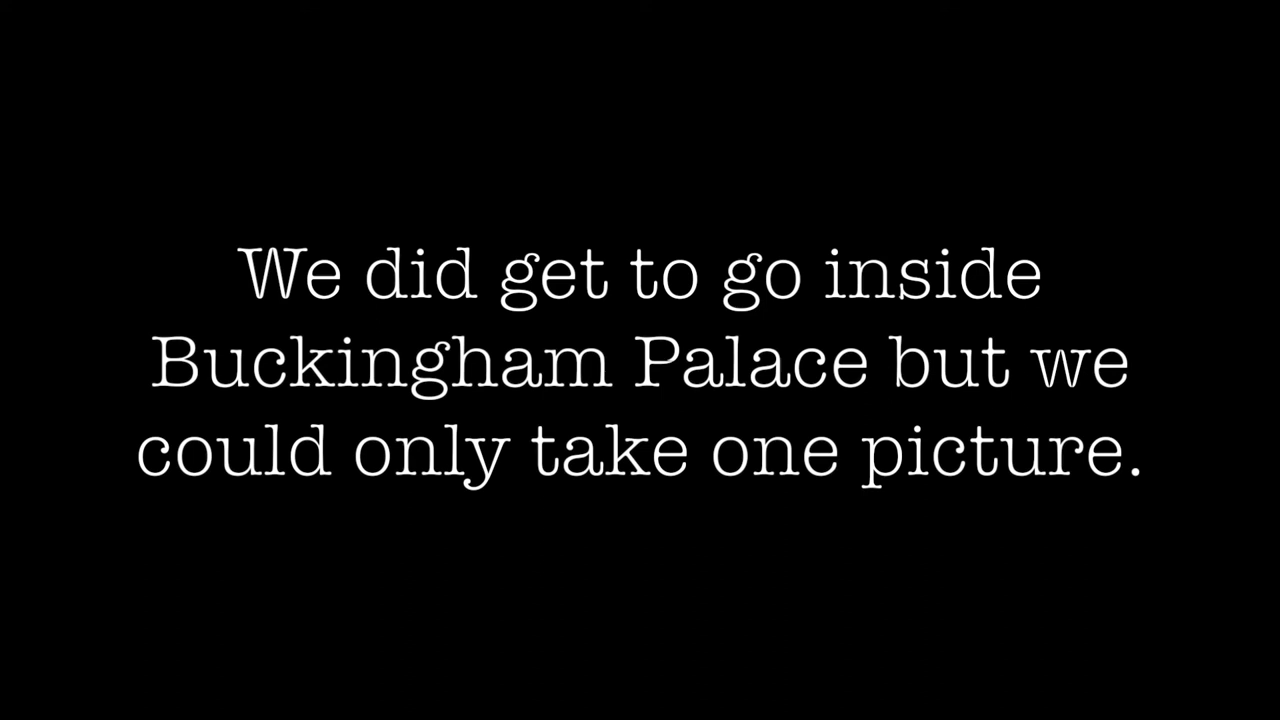 We did get to go inside
Buckingham Palace but we
could only take one picture.